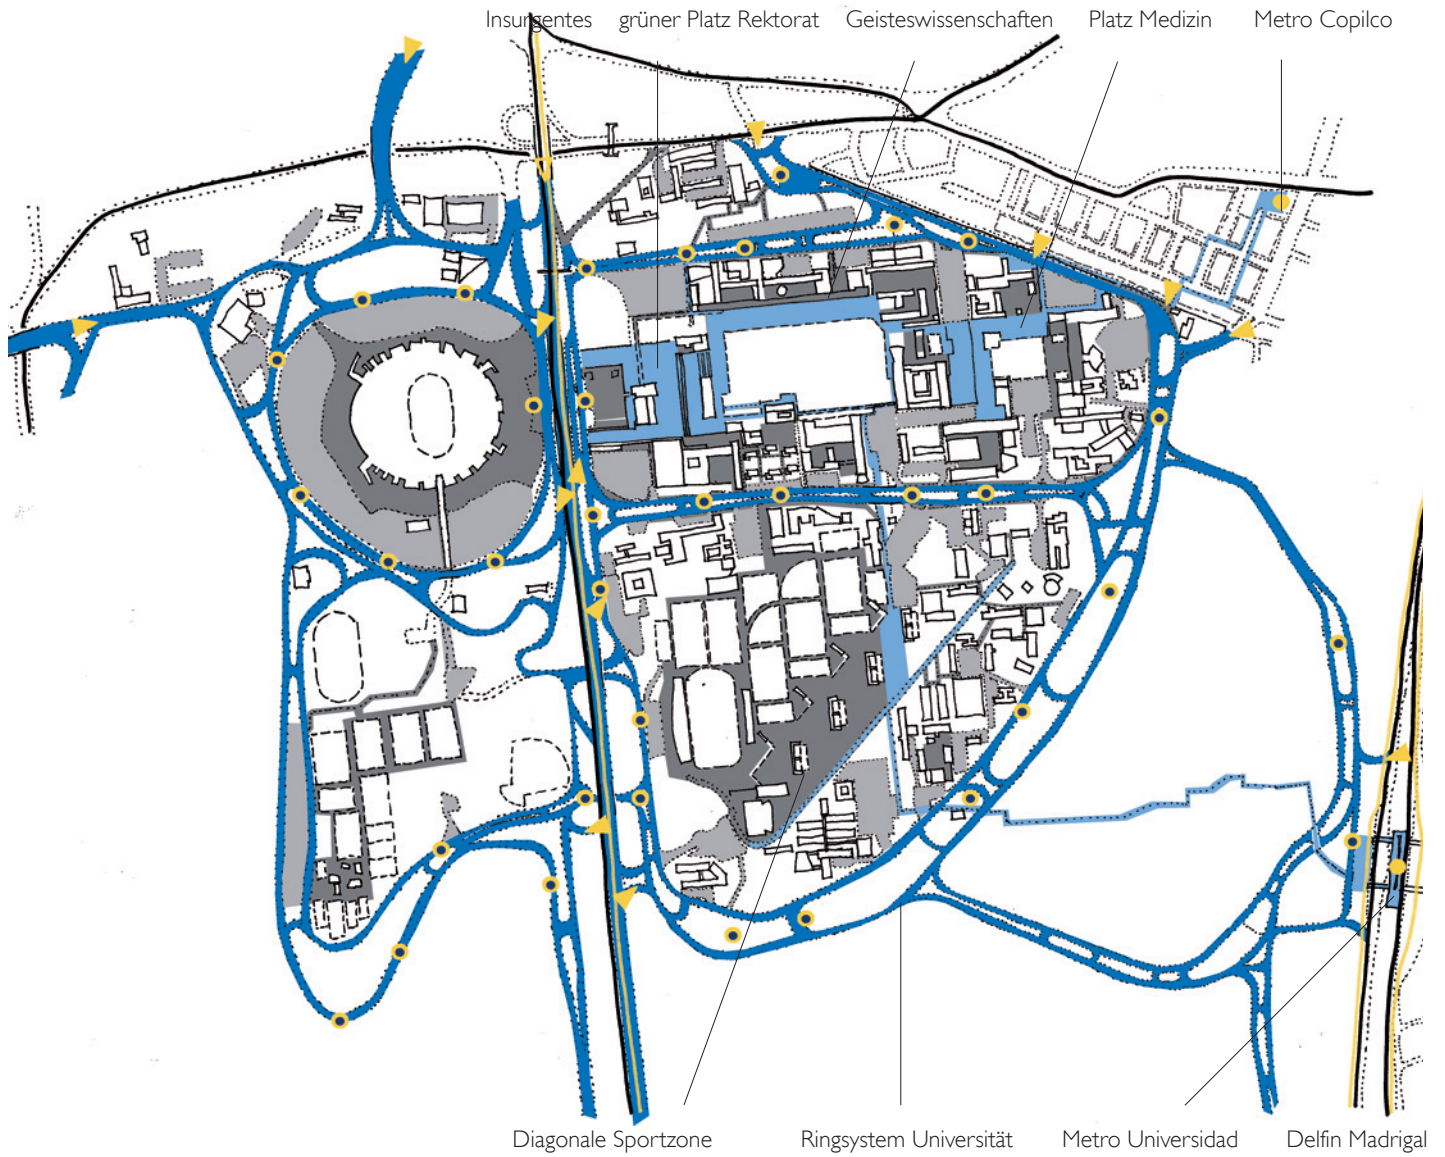 Insurgentes grüner Platz Rektorat Geisteswissenschaften Platz Medizin Metro Copilco
Diagonale Sportzone Ringsystem Universität Metro Universidad Delfin Madrigal